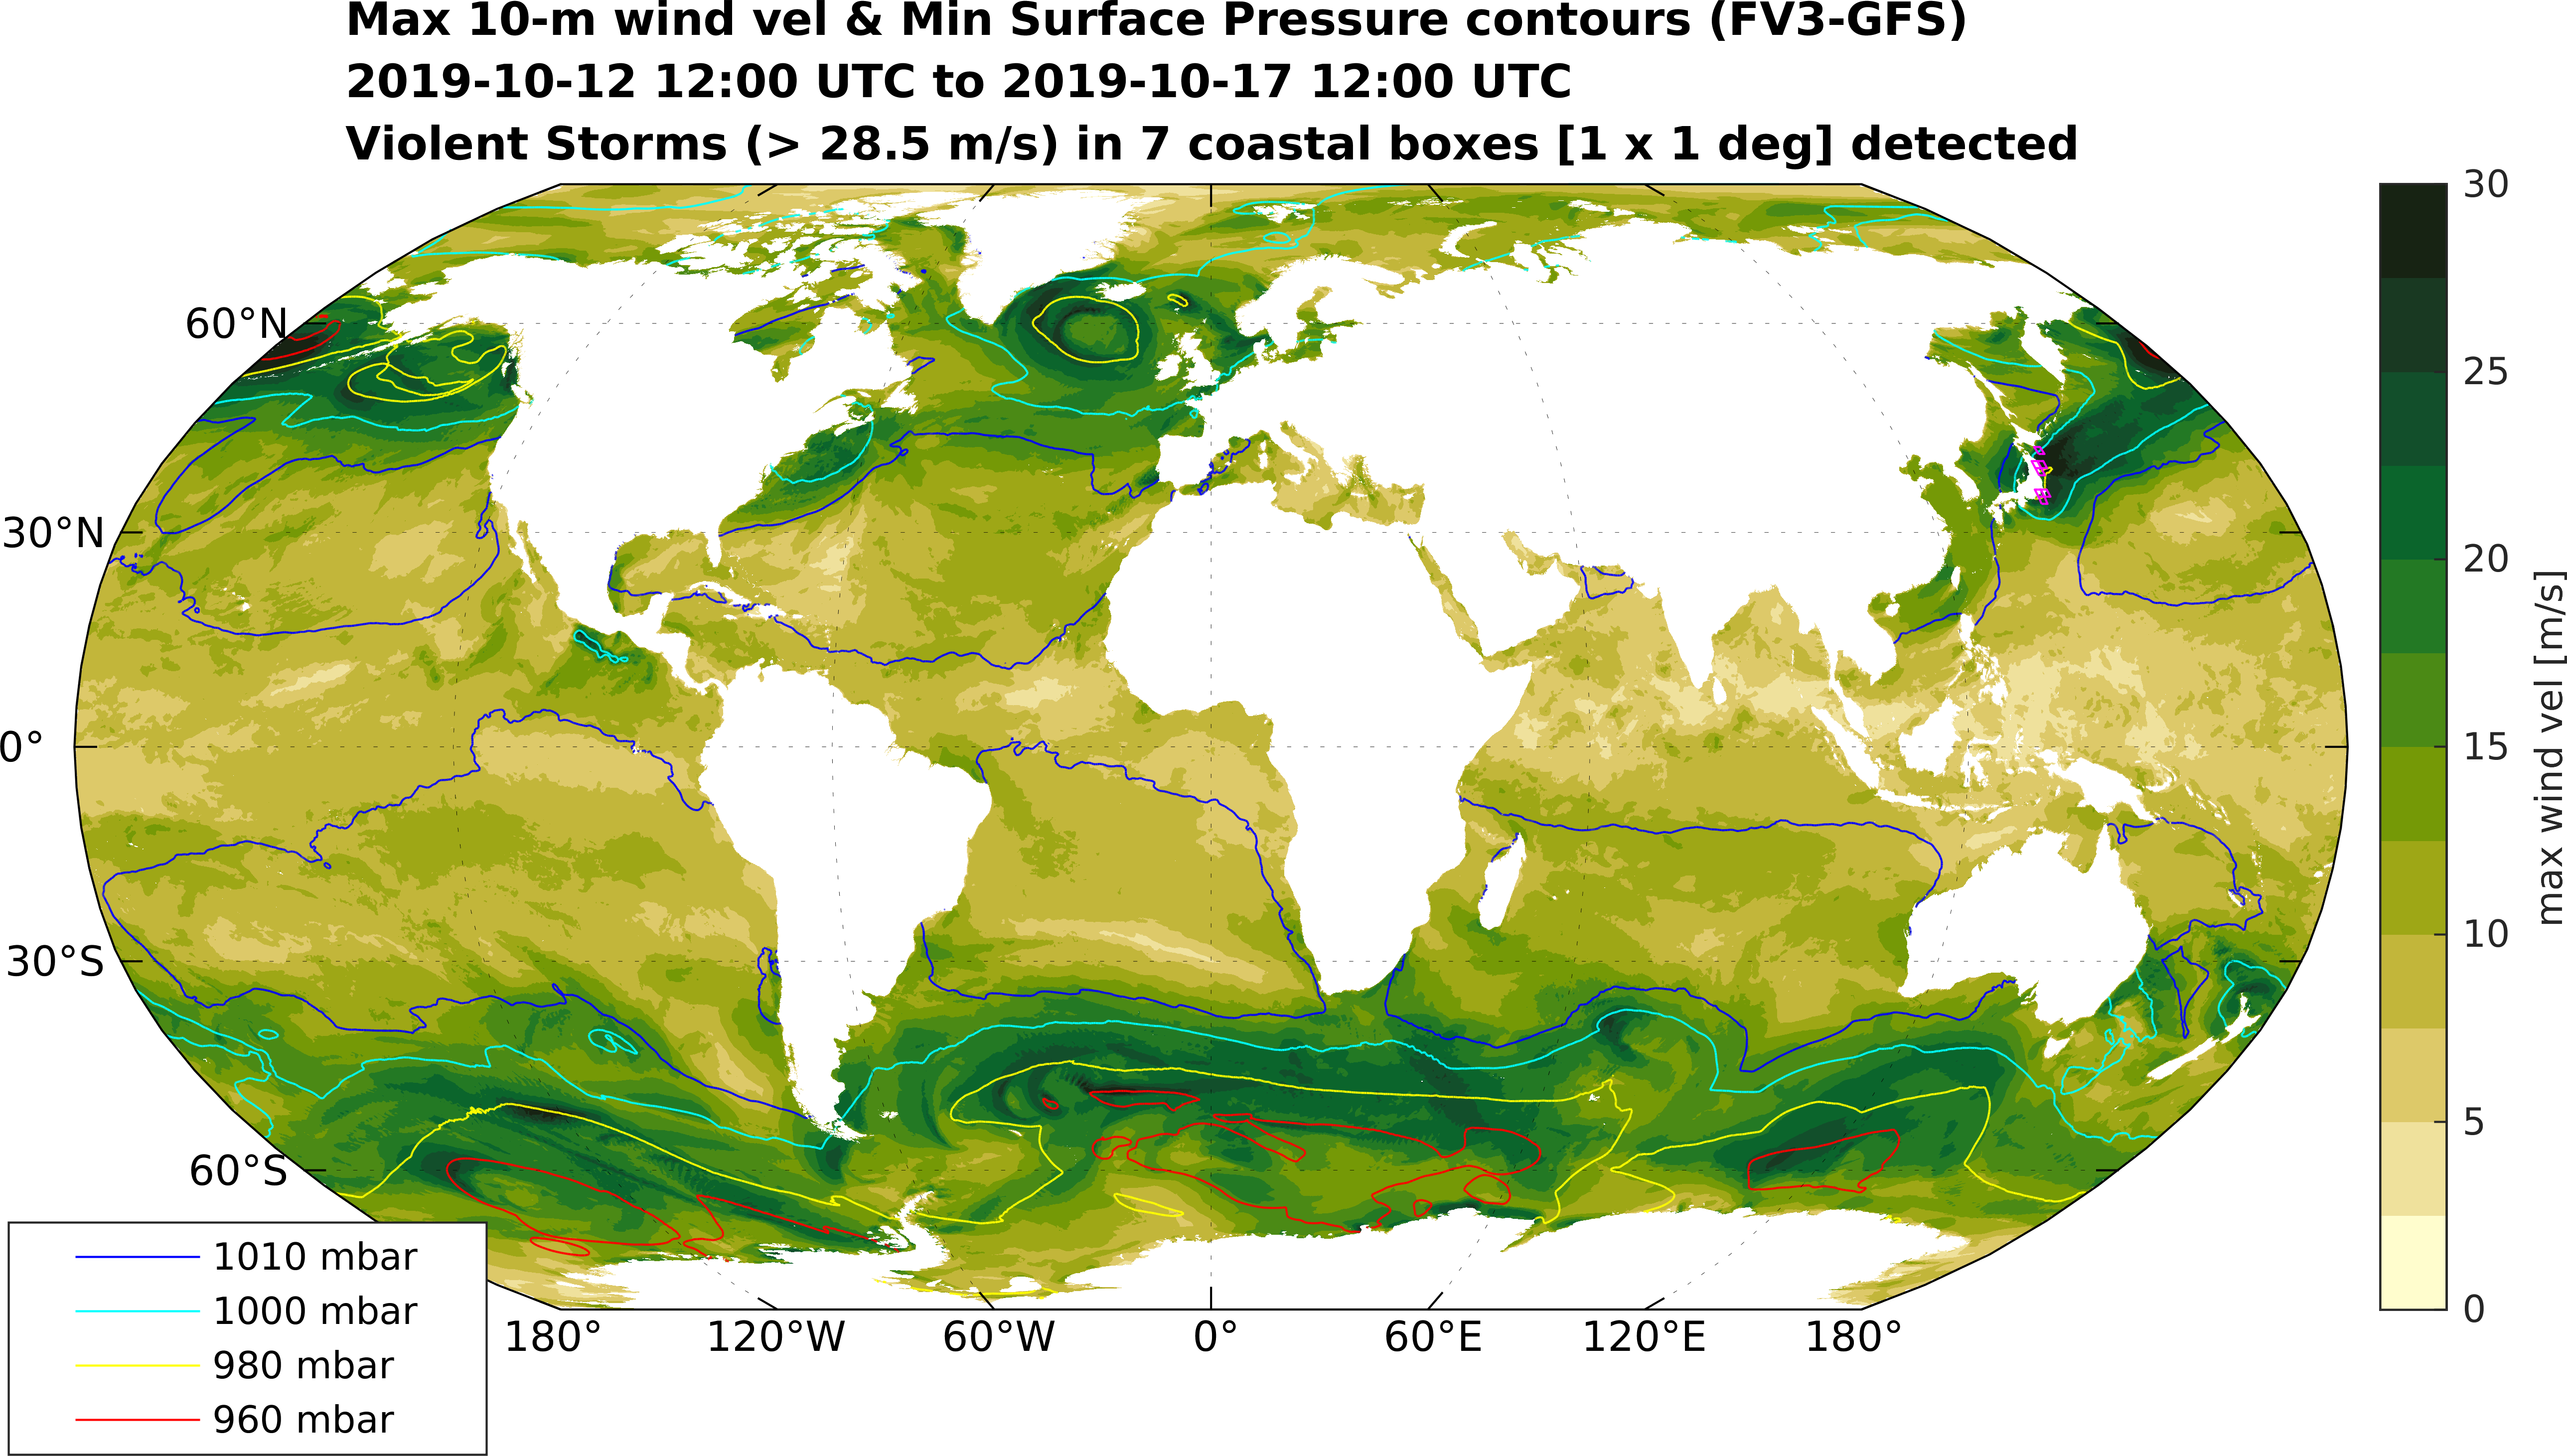 Max 10-m wind vel & Min Surface Pressure contours (FV3-GFS)
2019-10-12 12:00 UTC to 2019-10-17 12:00 UTC
Violent Storms (> 28.5 m/s) in 7 coastal boxes [1 x 1 deg] detected
60°N
30°N
0°
30°S
60°S
180°
120°W
60°W
0°
60°E
120°E
180°
1010 mbar
1000 mbar
980 mbar
960 mbar
30
25
20
15
10
5
0
max wind vel [m/s]